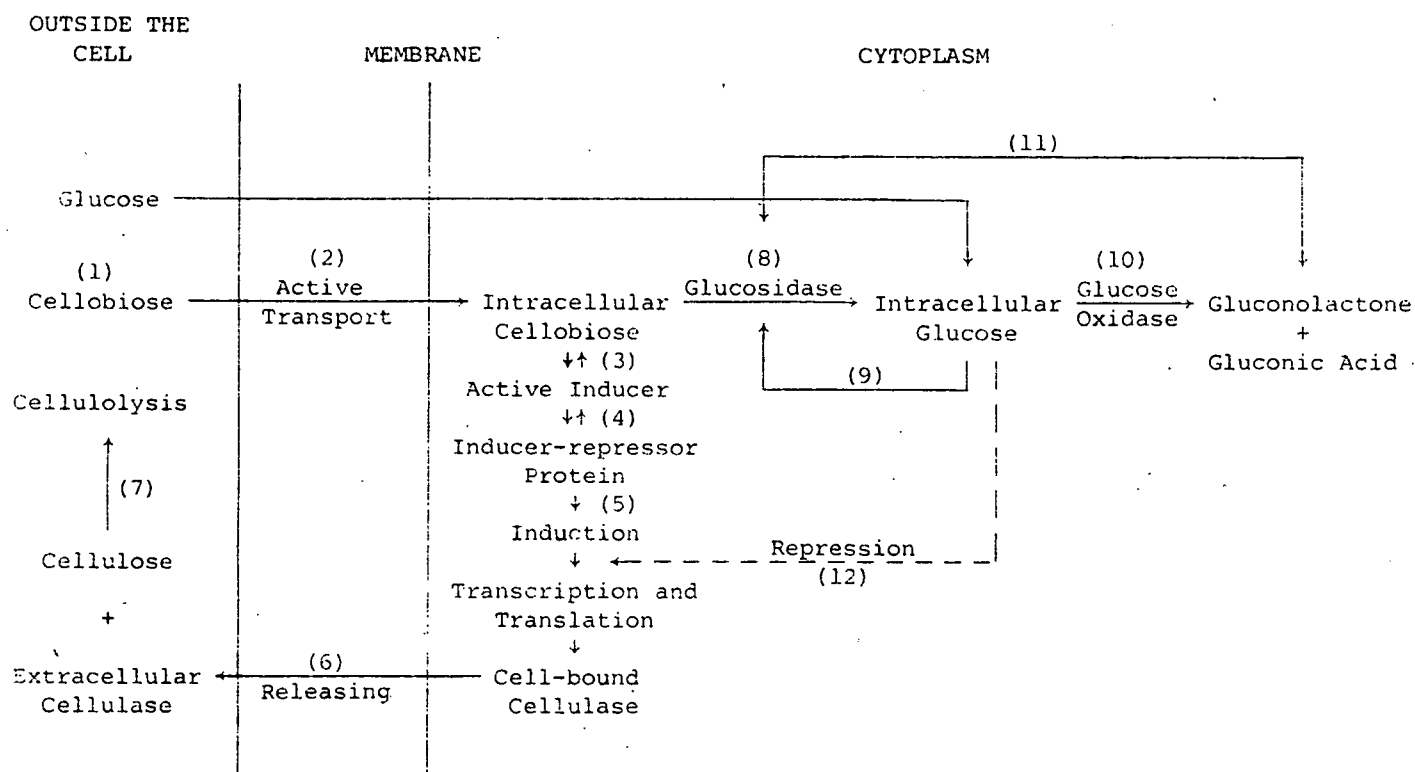 OUTSIDE THE
CELL
MEMBRANE
CYTOPLASM
(11)
Glucose
(1)
Cellobiose
(2)
Active
Transport
Intracellular
Cellobiose
(8)
Glucosidase
Intracellular
Glucose
(10)
Glucose
Oxidase
Gluconolactone
+
Gluconic Acid
↓↑ (3)
Active Inducer
↓↑ (4)
Inducer-repressor
Protein
↓ (5)
Induction
↓
Transcription and
Translation
↓
Cell-bound
Cellulase
(9)
Repression
(12)
Cellulolysis
(7)
Cellulose
+
Extracellular
Cellulase
(6)
Releasing